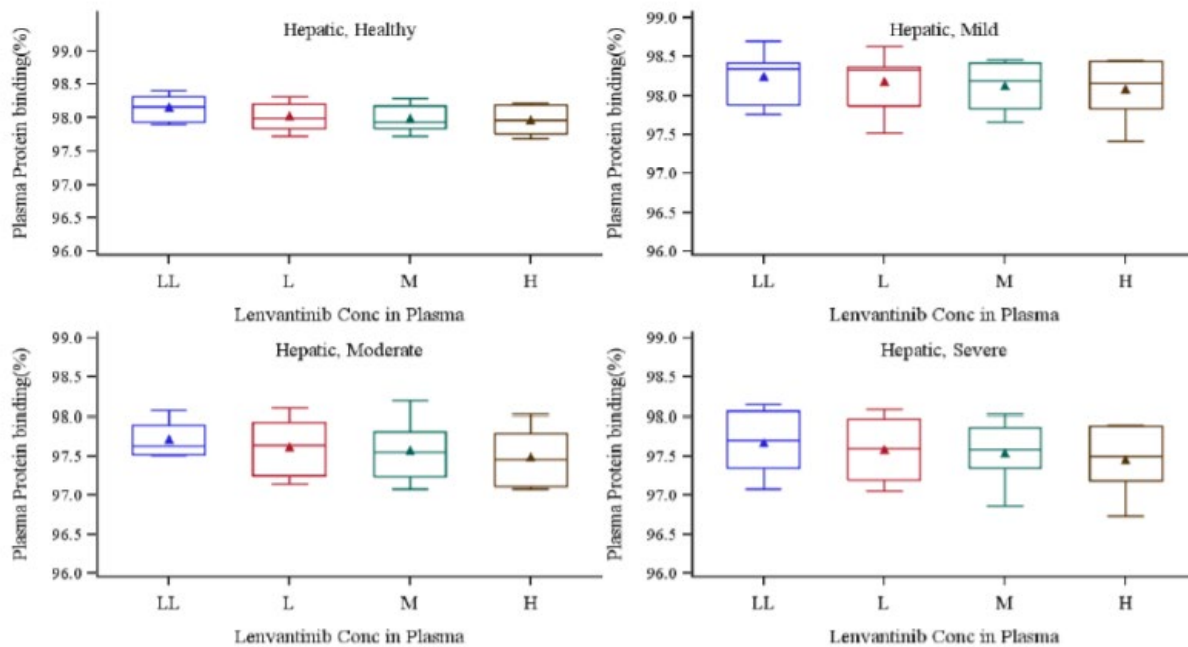 Hepatic, Healthy
Plasma Protein binding(%)
99.0
98.5
98.0
97.5
97.0
96.5
96.0
LL L M H
Lenvantinib Conc in Plasma
Hepatic, Mild
Plasma Protein binding(%)
99.0
98.5
98.0
97.5
97.0
96.5
96.0
LL L M H
Lenvantinib Conc in Plasma
Hepatic, Moderate
Plasma Protein binding(%)
99.0
98.5
98.0
97.5
97.0
96.5
96.0
LL L M H
Lenvantinib Conc in Plasma
Hepatic, Severe
Plasma Protein binding(%)
99.0
98.5
98.0
97.5
97.0
96.5
96.0
LL L M H
Lenvantinib Conc in Plasma